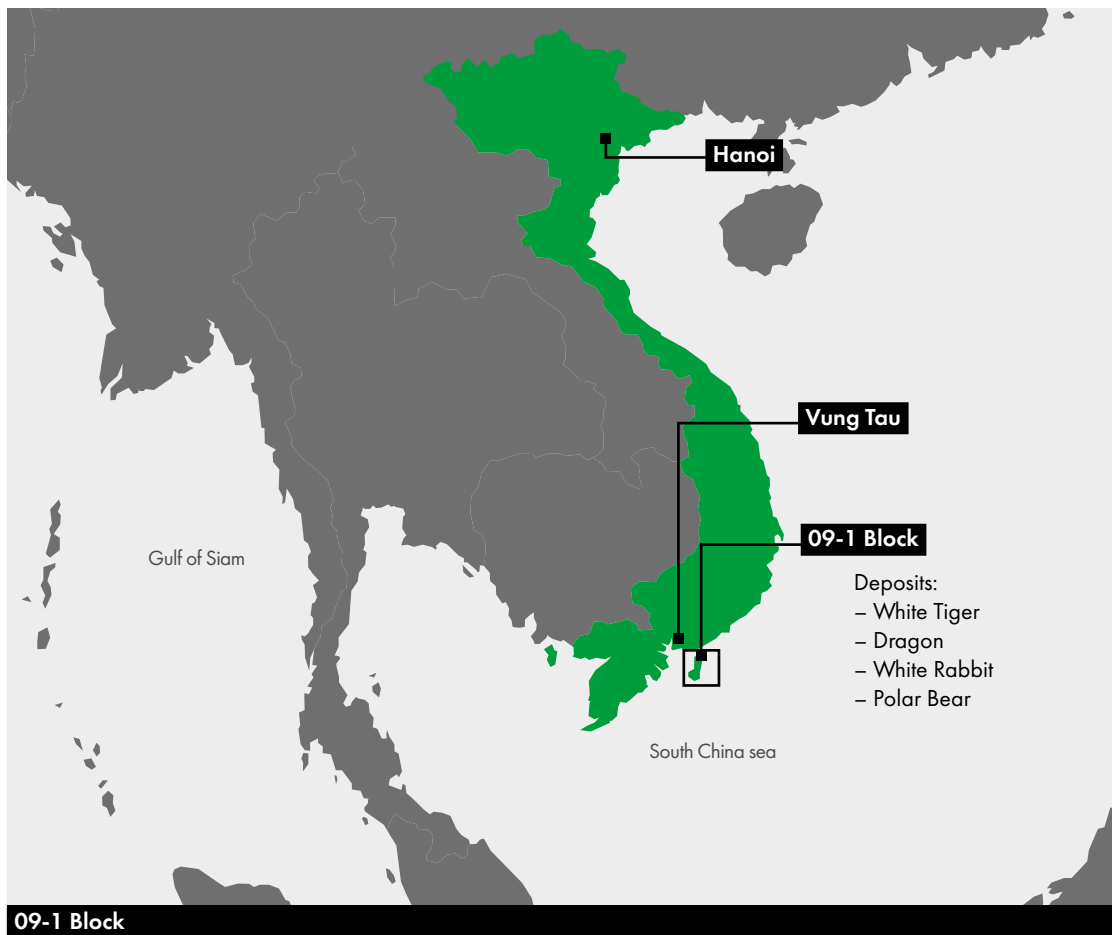 Hanoi
Vung Tau
09-1 Block
Gulf of Siam
Deposits:
– White Tiger
– Dragon
– White Rabbit
– Polar Bear
South China sea
09-1 Block